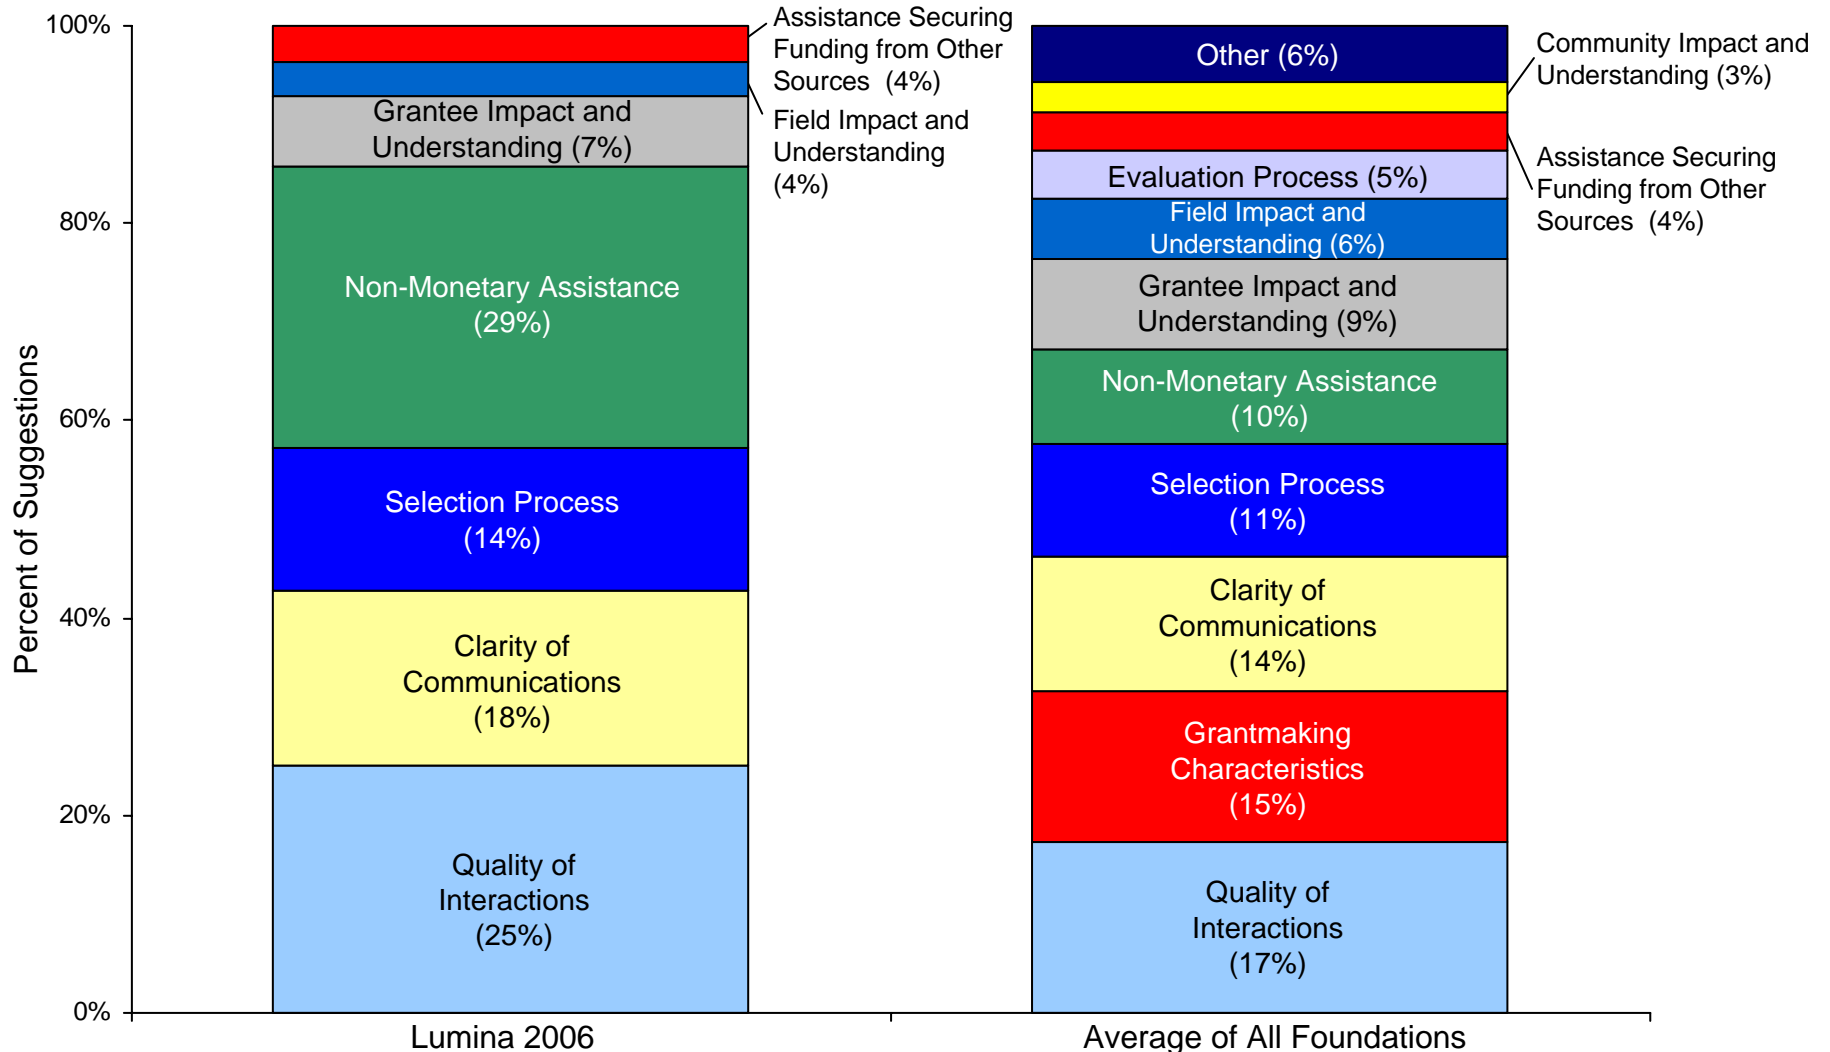 Percent of Suggestions
100%
80%
60%
40%
20%
0%
Assistance Securing
Funding from Other
Sources (4%)
Field Impact and
Understanding
(4%)
Grantee Impact and
Understanding (7%)
Non-Monetary Assistance
(29%)
Selection Process
(14%)
Clarity of
Communications
(18%)
Quality of
Interactions
(25%)
Lumina 2006
Other (6%)
Community Impact and
Understanding (3%)
Assistance Securing
Funding from Other
Sources (4%)
Evaluation Process (5%)
Field Impact and
Understanding (6%)
Grantee Impact and
Understanding (9%)
Non-Monetary Assistance
(10%)
Selection Process
(11%)
Clarity of
Communications
(14%)
Grantmaking
Characteristics
(15%)
Quality of
Interactions
(17%)
Average of All Foundations